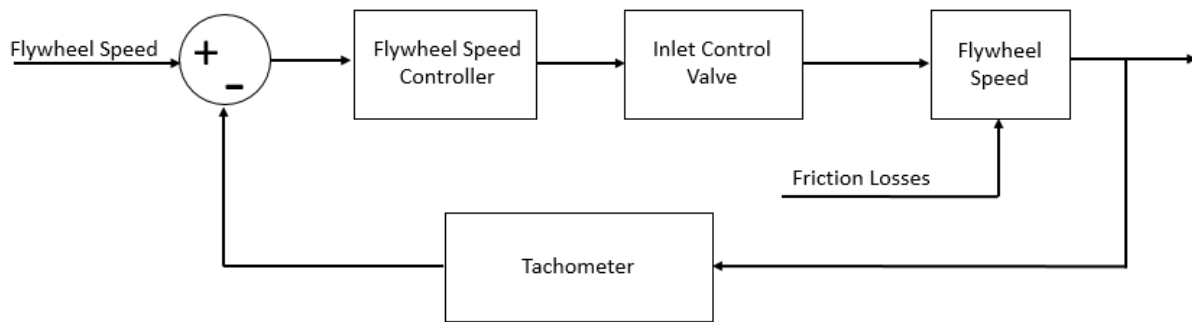 Flywheel Speed
+
-
Flywheel Speed
Controller
Inlet Control
Valve
Flywheel
Speed
Friction Losses
Tachometer